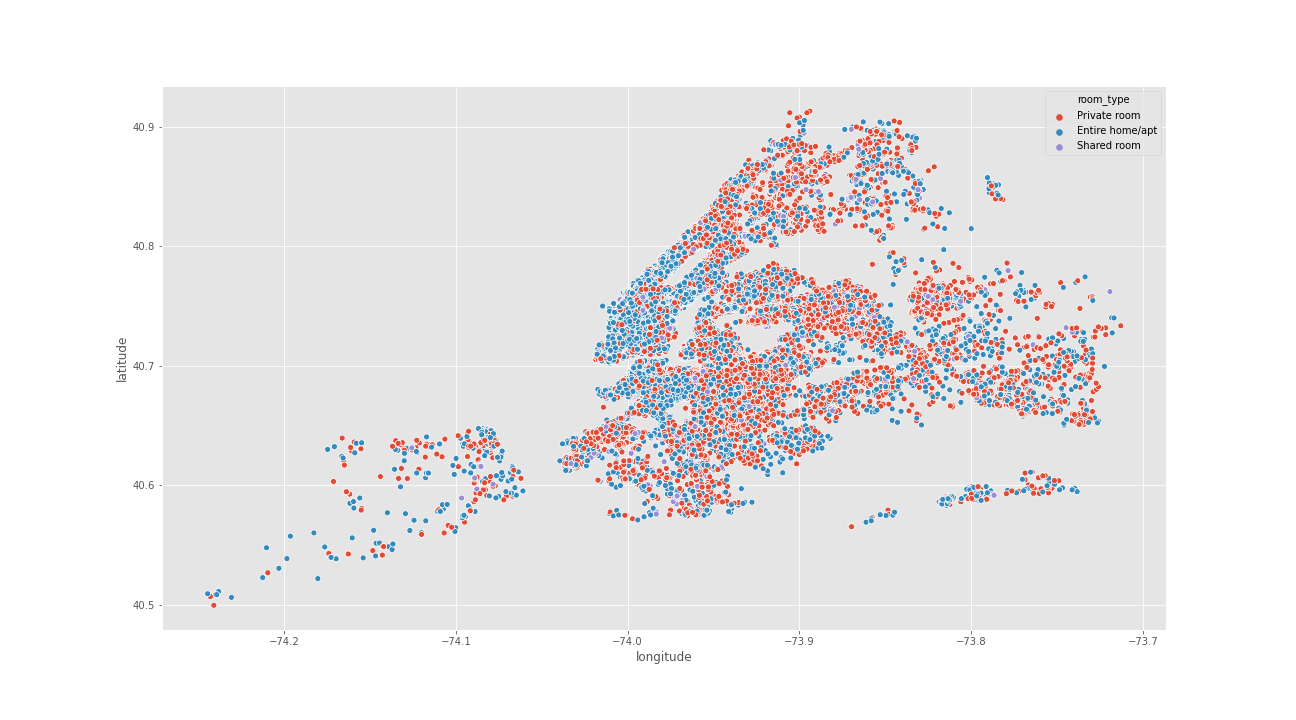 room_type
Private room
Entire home/apt
Shared room
40.9
40.8
40.7
40.6
40.5
latitude
−74.2
−74.1
−74.0
−73.9
−73.8
−73.7
longitude